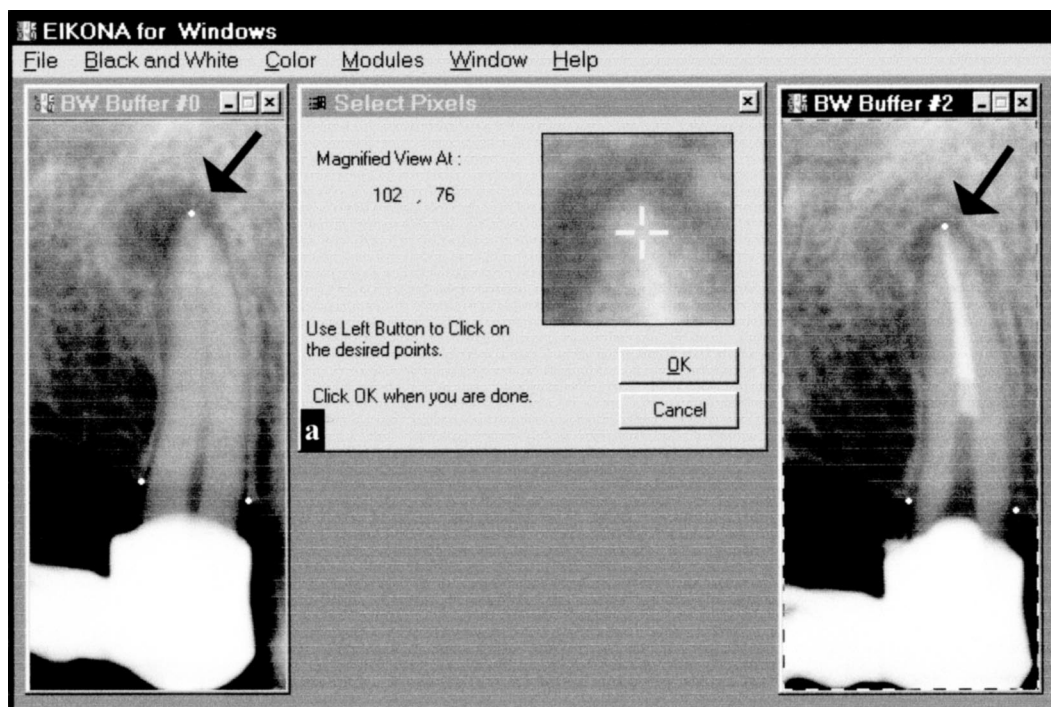 EIKONA for Windows
File Black and White Color Modules Window Help
BW Buffer #0
Select Pixels
Magnified View At :
102 , 76
Use Left Button to Click on
the desired points.
Click OK when you are done.
OK
Cancel
a
BW Buffer #2